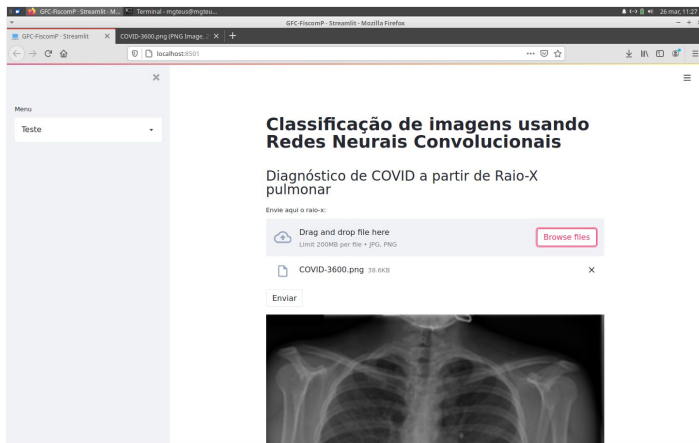 GFC-FiscomP · Streamlit - M...
Terminal - mgteus@mgteu...
26 mar, 11:27
GFC-FiscomP · Streamlit - Mozilla Firefox
GFC-FiscomP · Streamlit
COVID-3600.png (PNG Image, 2
localhost:8501
Menu
Teste
Classificação de imagens usando
Redes Neurais Convolucionais
Diagnóstico de COVID a partir de Raio-X
pulmonar
Envie aqui o raio-x:
Drag and drop file here
Limit 200MB per file • JPG, PNG
Browse files
COVID-3600.png 38.6KB
Enviar